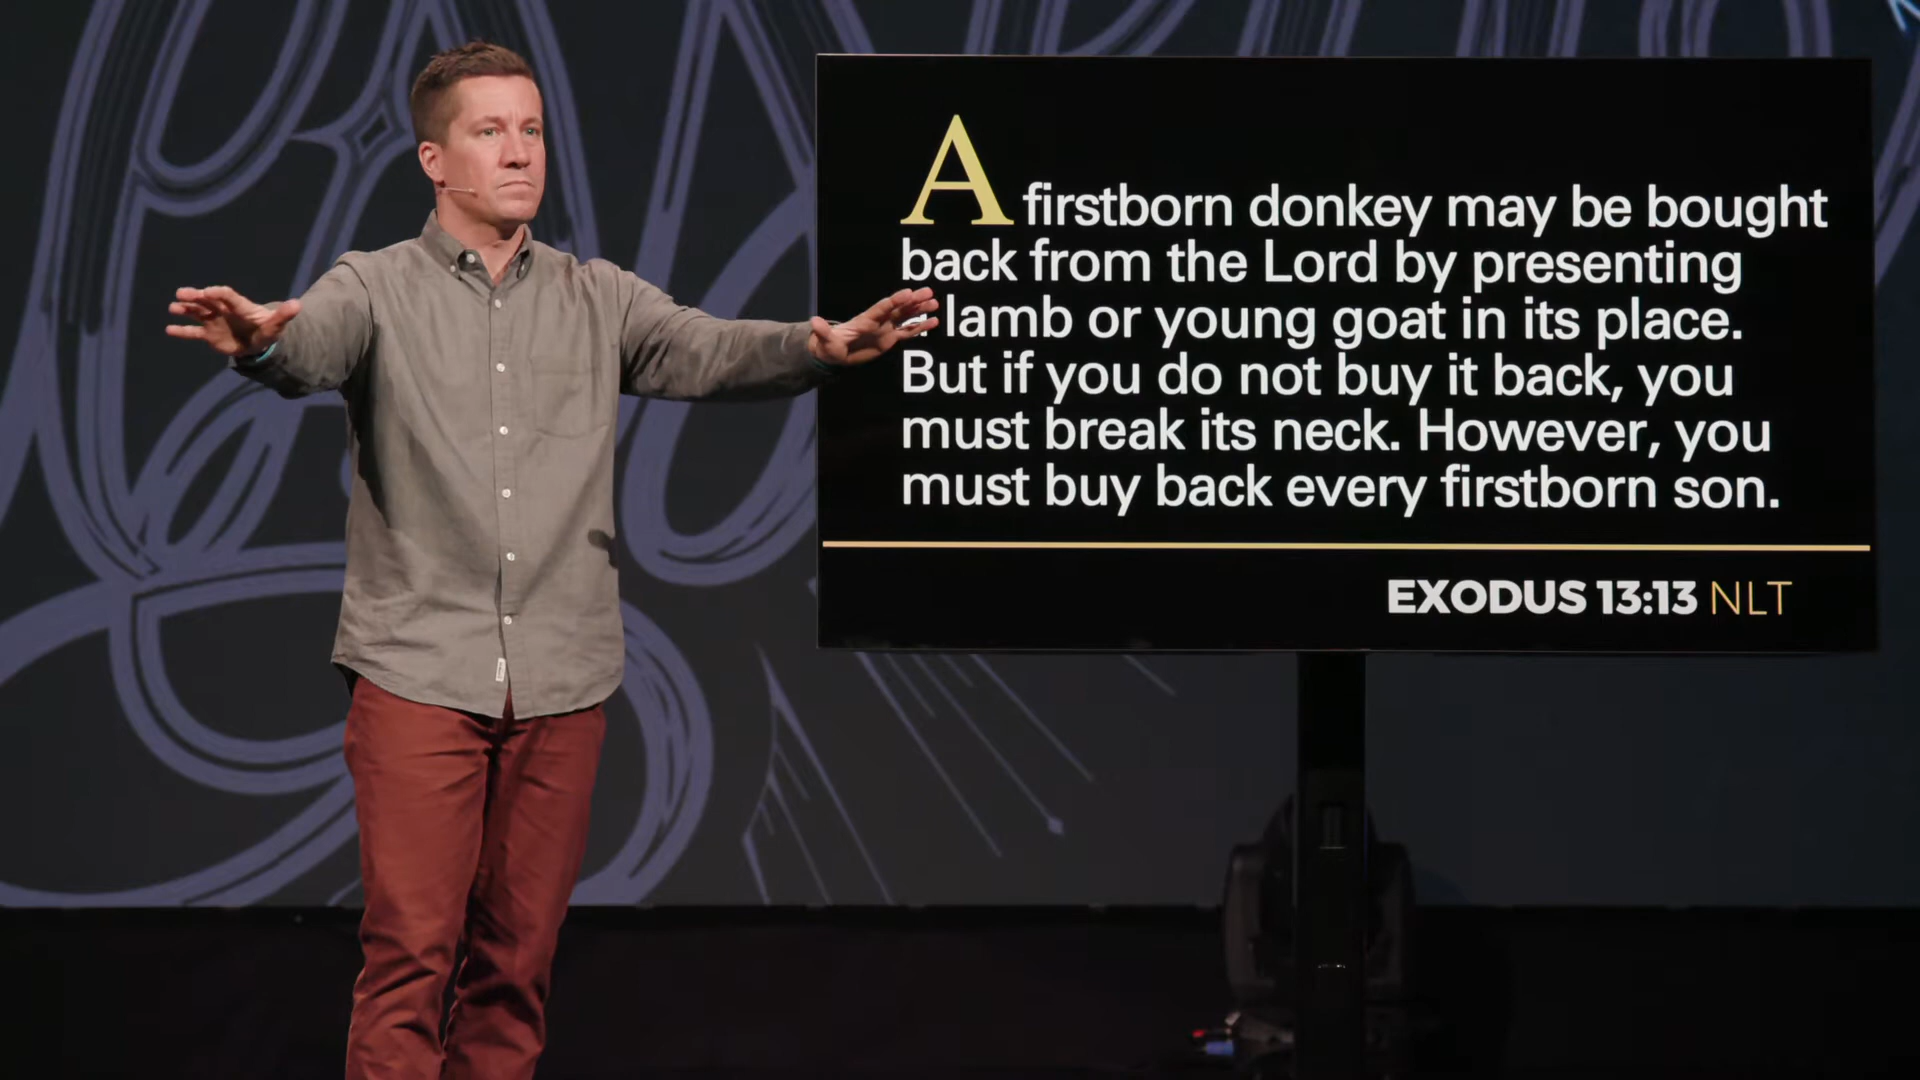 A firstborn donkey may be bought
back from the Lord by presenting
a lamb or young goat in its place.
But if you do not buy it back, you
must break its neck. However, you
must buy back every firstborn son.
EXODUS 13:13 NLT